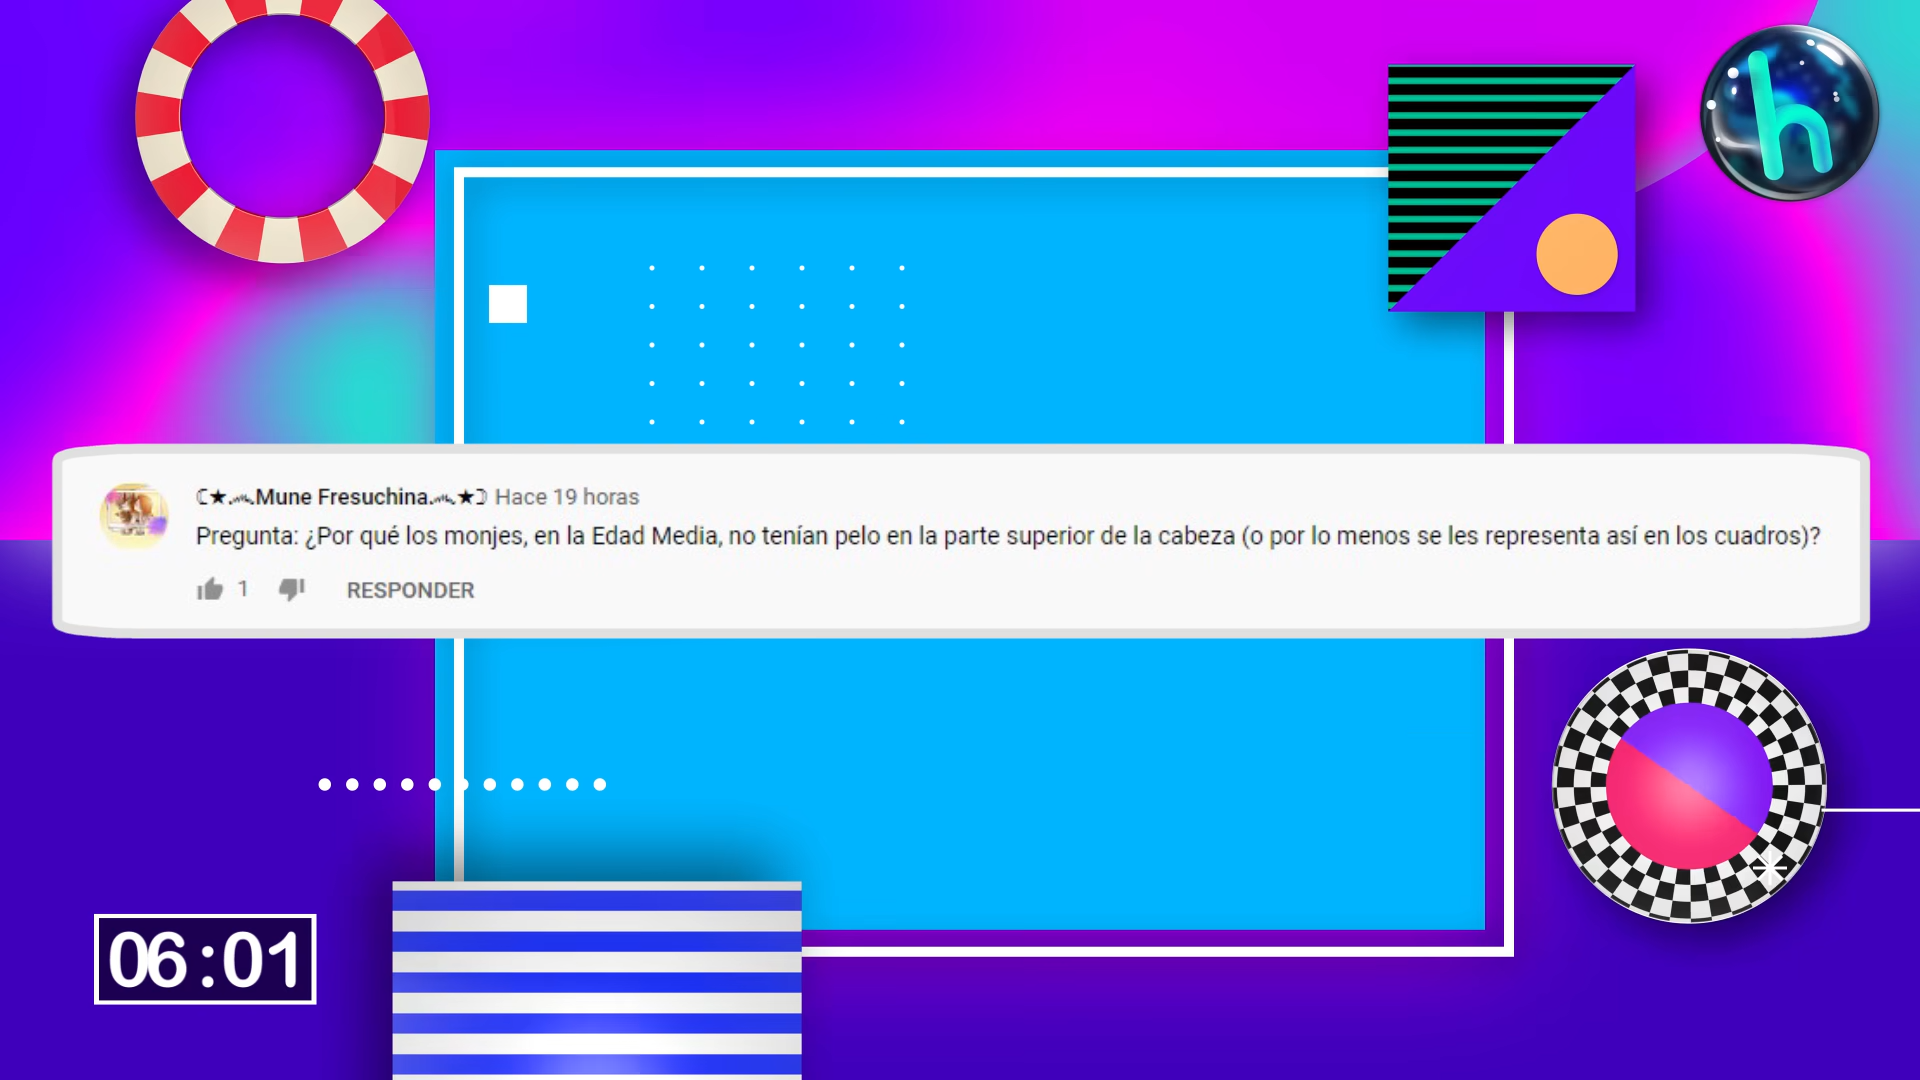 h
☾★.Mune Fresuchina.★☽ Hace 19 horas
Pregunta: ¿Por qué los monjes, en la Edad Media, no tenían pelo en la parte superior de la cabeza (o por lo menos se les representa así en los cuadros)?
1 RESPONDER
06:01